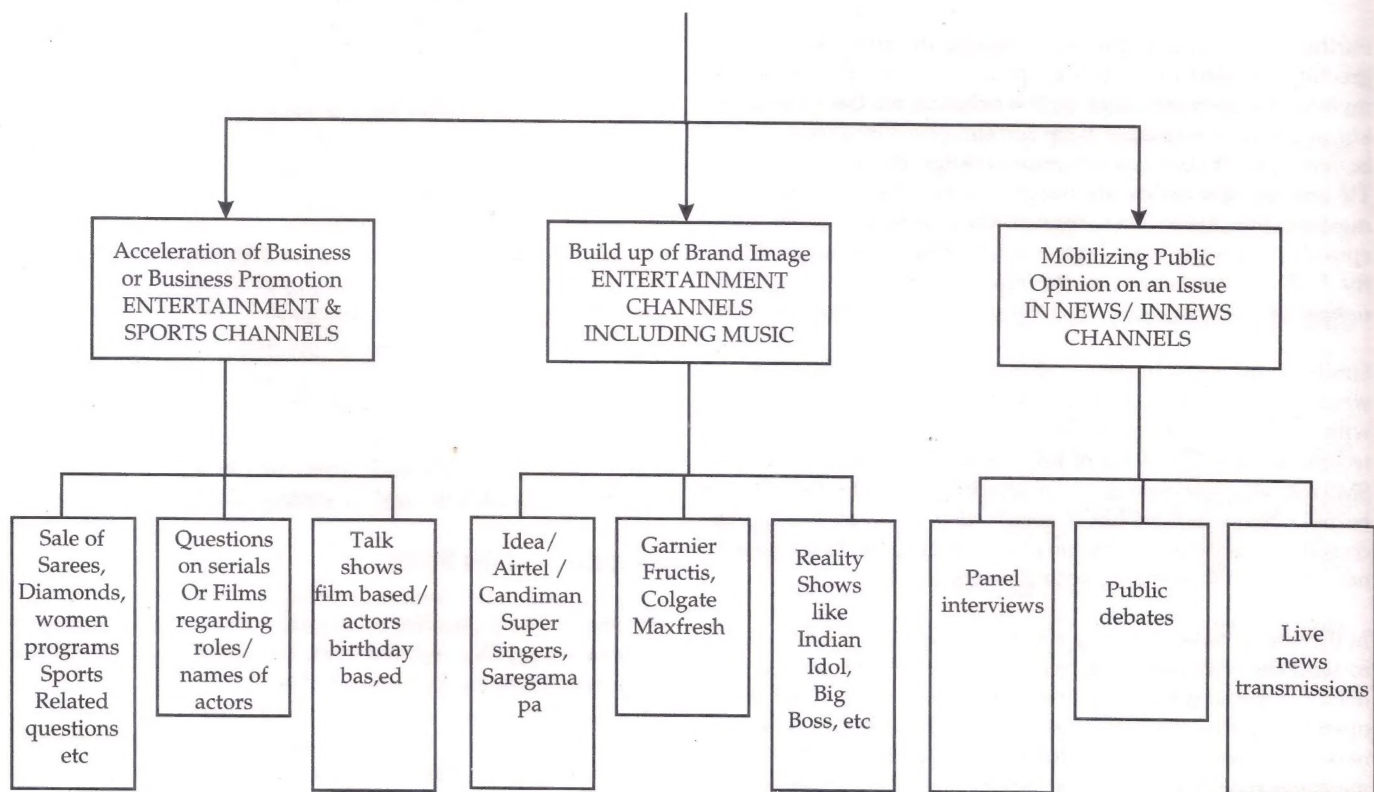 Acceleration of Business
or Business Promotion
ENTERTAINMENT &
SPORTS CHANNELS
Build up of Brand Image
ENTERTAINMENT
CHANNELS
INCLUDING MUSIC
Mobilizing Public
Opinion on an Issue
IN NEWS/ INNEWS
CHANNELS
Sale of
Sarees,
Diamonds,
women
programs
Sports
Related
questions
etc
Questions
on serials
Or Films
regarding
roles/
names of
actors
Talk
shows
film based/
actors
birthday
bas,ed
Idea/
Airtel /
Candiman
Super
singers,
Saregama
pa
Garnier
Fructis,
Colgate
Maxfresh
Reality
Shows
like
Indian
Idol,
Big
Boss, etc
Panel
interviews
Public
debates
Live
news
transmissions